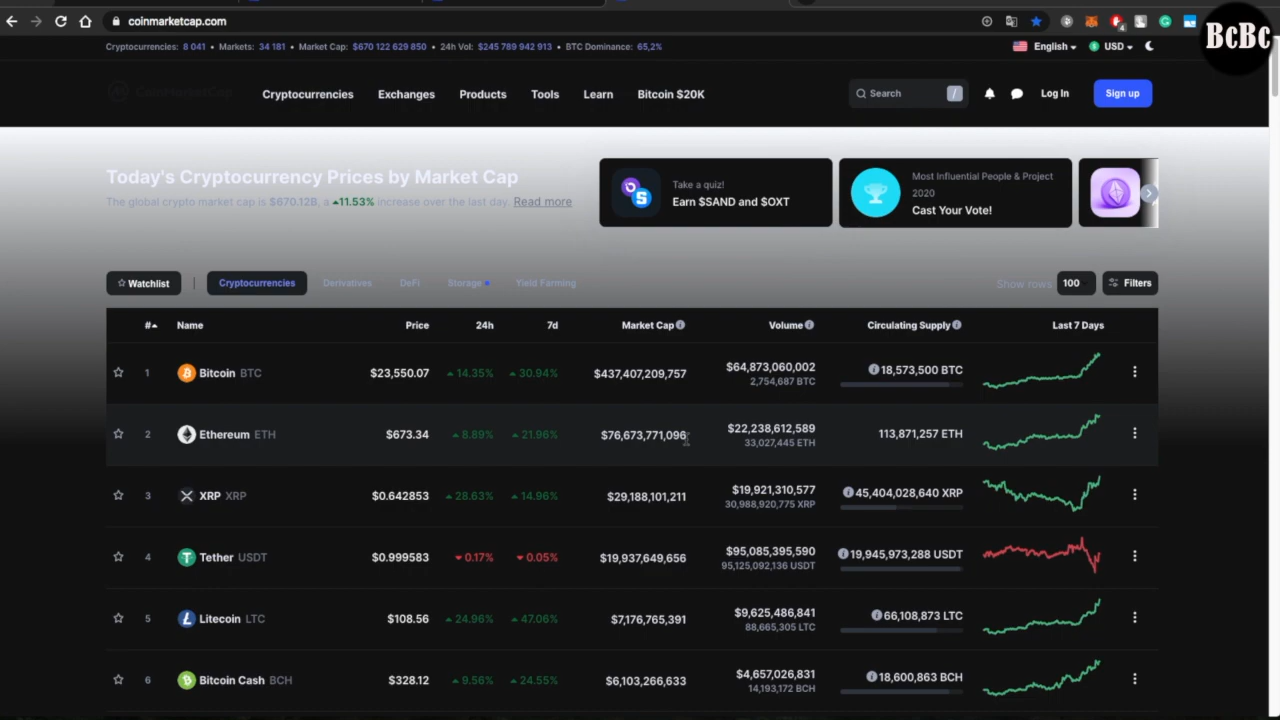 coinmarketcap.com
BcBc
Cryptocurrencies: 8 041 • Markets: 34 181 • Market Cap: $670 122 629 850 • 24h Vol: $245 789 942 913 • BTC Dominance: 65,2%
English
USD
CoinMarketCap
Cryptocurrencies
Exchanges
Products
Tools
Learn
Bitcoin $20K
Search
/
Log In
Sign up
Today's Cryptocurrency Prices by Market Cap
The global crypto market cap is $670.12B, a 11.53% increase over the last day. Read more
Take a quiz!
Earn $SAND and $OXT
Most Influential People & Project
2020
Cast Your Vote!
Watchlist
Cryptocurrencies
Derivatives
DeFi
Storage
Yield Farming
Show rows
100
Filters
# Name Price 24h 7d Market Cap Volume Circulating Supply Last 7 Days
1 Bitcoin BTC $23,550.07 14.35% 30.94% $437,407,209,757 $64,873,060,002 18,573,500 BTC
2,754,687 BTC
2 Ethereum ETH $673.34 8.89% 21.96% $76,673,771,096 $22,238,612,589 113,871,257 ETH
33,027,445 ETH
3 XRP XRP $0.642853 28.63% 14.96% $29,188,101,211 $19,921,310,577 45,404,028,640 XRP
30,988,920,775 XRP
4 Tether USDT $0.999583 0.17% 0.05% $19,937,649,656 $95,085,395,590 19,945,973,288 USDT
95,125,092,136 USDT
5 Litecoin LTC $108.56 24.96% 47.06% $7,176,765,391 $9,625,486,841 66,108,873 LTC
88,665,305 LTC
6 Bitcoin Cash BCH $328.12 9.56% 24.55% $6,103,266,633 $4,657,026,831 18,600,863 BCH
14,193,172 BCH